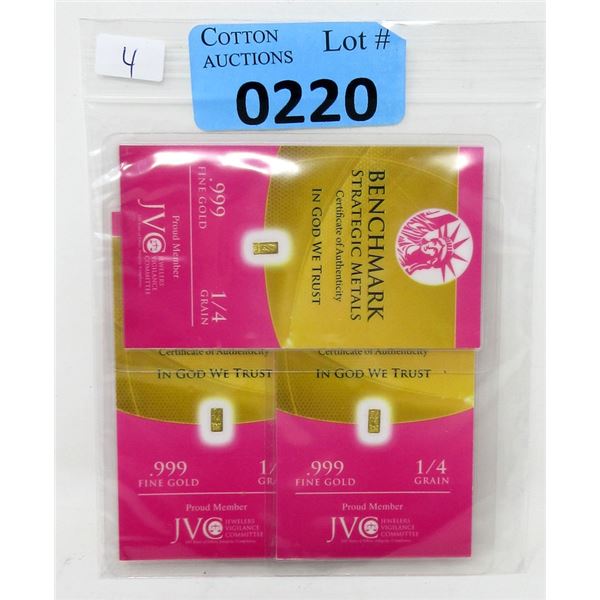 4
COTTON AUCTIONS
Lot #
0220
BENCHMARK
STRATEGIC METALS
Certificate of Authenticity
IN GOD WE TRUST
.999
FINE GOLD
1/4
GRAIN
Proud Member
JVC
JEWELERS
VIGILANCE
COMMITTEE
Certificate of Authenticity
IN GOD WE TRUST
.999
FINE GOLD
Proud Member
JVC
JEWELERS
VIGILANCE
COMMITTEE
Certificate of Authenticity
IN GOD WE TRUST
.999
FINE GOLD
1/4
GRAIN
Proud Member
JVC
JEWELERS
VIGILANCE
COMMITTEE